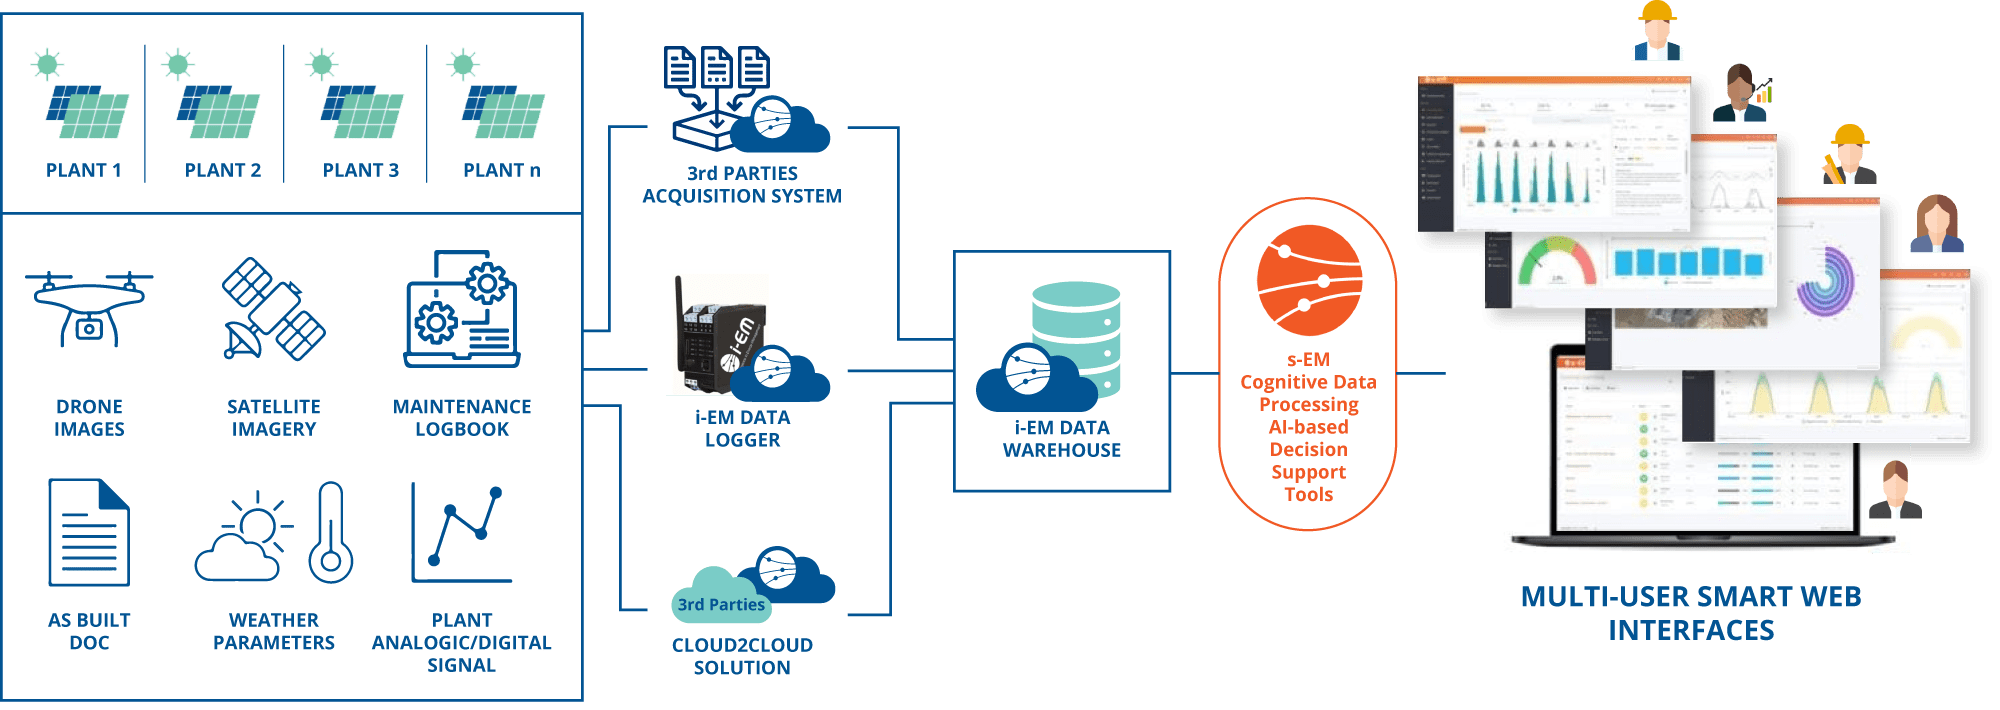 PLANT 1
PLANT 2
PLANT 3
PLANT n
DRONE
IMAGES
SATELLITE
IMAGERY
MAINTENANCE
LOGBOOK
AS BUILT
DOC
WEATHER
PARAMETERS
PLANT
ANALOGIC/DIGITAL
SIGNAL
3rd PARTIES
ACQUISITION SYSTEM
i-EM
i-EM DATA
LOGGER
3rd Parties
CLOUD2CLOUD
SOLUTION
i-EM DATA
WAREHOUSE
s-EM
Cognitive Data
Processing
AI-based
Decision
Support
Tools
MULTI-USER SMART WEB
INTERFACES